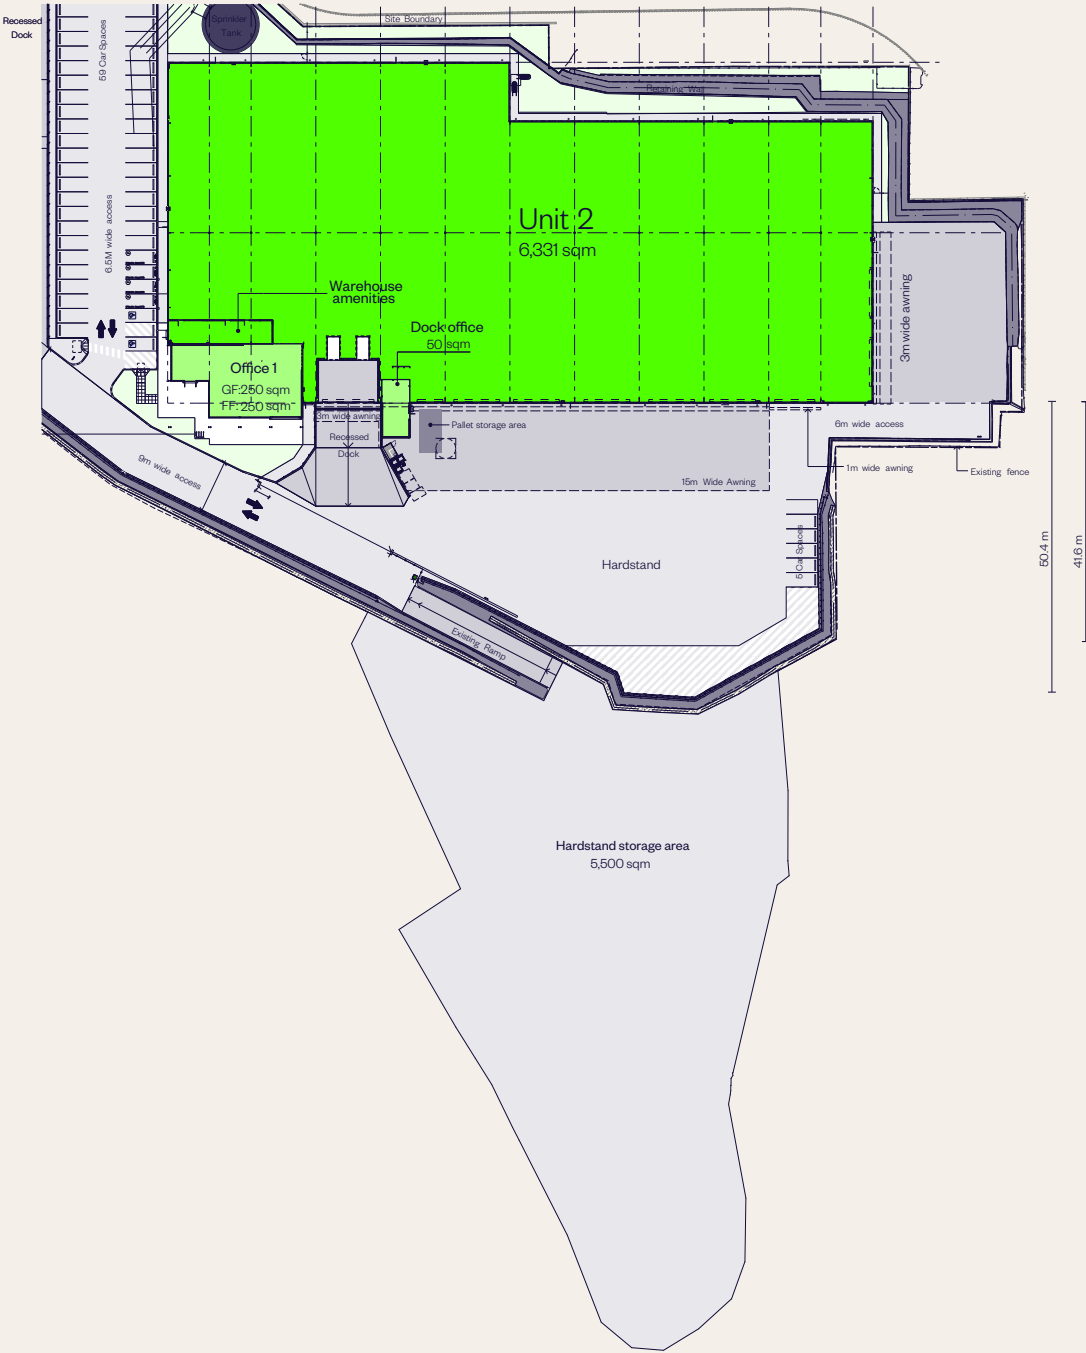 Recessed
Dock
Sprinkler
Tank
Site Boundary
59 Car Spaces
Retaining Wall
6.5M wide access
Unit 2
6,331 sqm
Warehouse
amenities
Dock office
50 sqm
3m wide awning
Office 1
GF:250 sqm
FF: 250 sqm
3m wide awning
Recessed
Dock
Pallet storage area
6m wide access
1m wide awning
Existing fence
9m wide access
15m Wide Awning
5 Car Spaces
Hardstand
50.4 m
41.6 m
Existing Ramp
Hardstand storage area
5,500 sqm